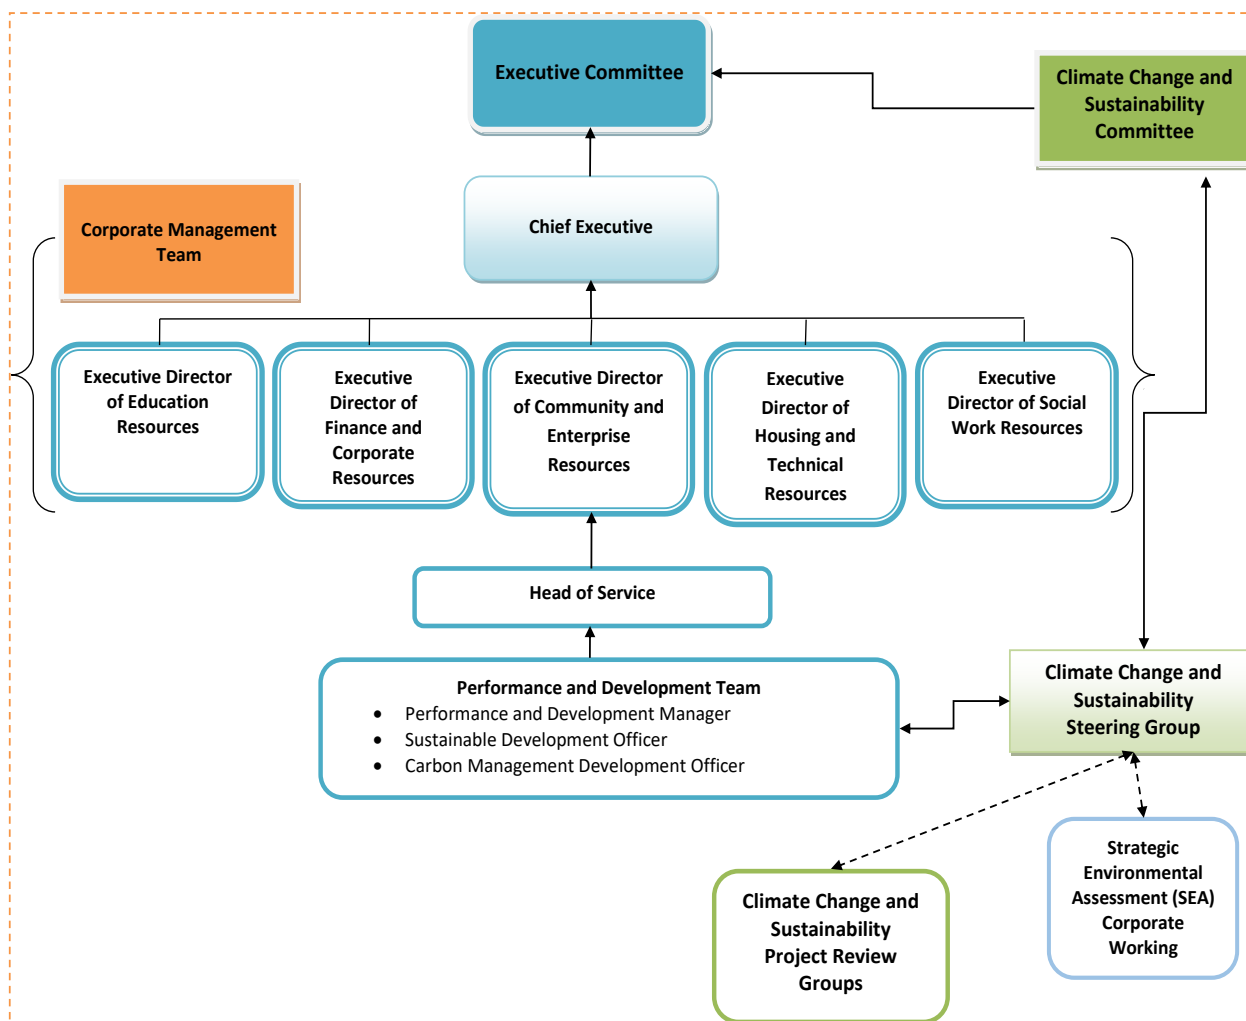 Executive Committee
Climate Change and
Sustainability
Committee
Chief Executive
Corporate Management
Team
Executive Director
of Education
Resources
Executive
Director of
Finance and
Corporate
Resources
Executive Director
of Community and
Enterprise
Resources
Executive
Director of
Housing and
Technical
Resources
Executive
Director of Social
Work Resources
Head of Service
Performance and Development Team
• Performance and Development Manager
• Sustainable Development Officer
• Carbon Management Development Officer
Climate Change and
Sustainability
Steering Group
Climate Change and
Sustainability
Project Review
Groups
Strategic
Environmental
Assessment (SEA)
Corporate
Working